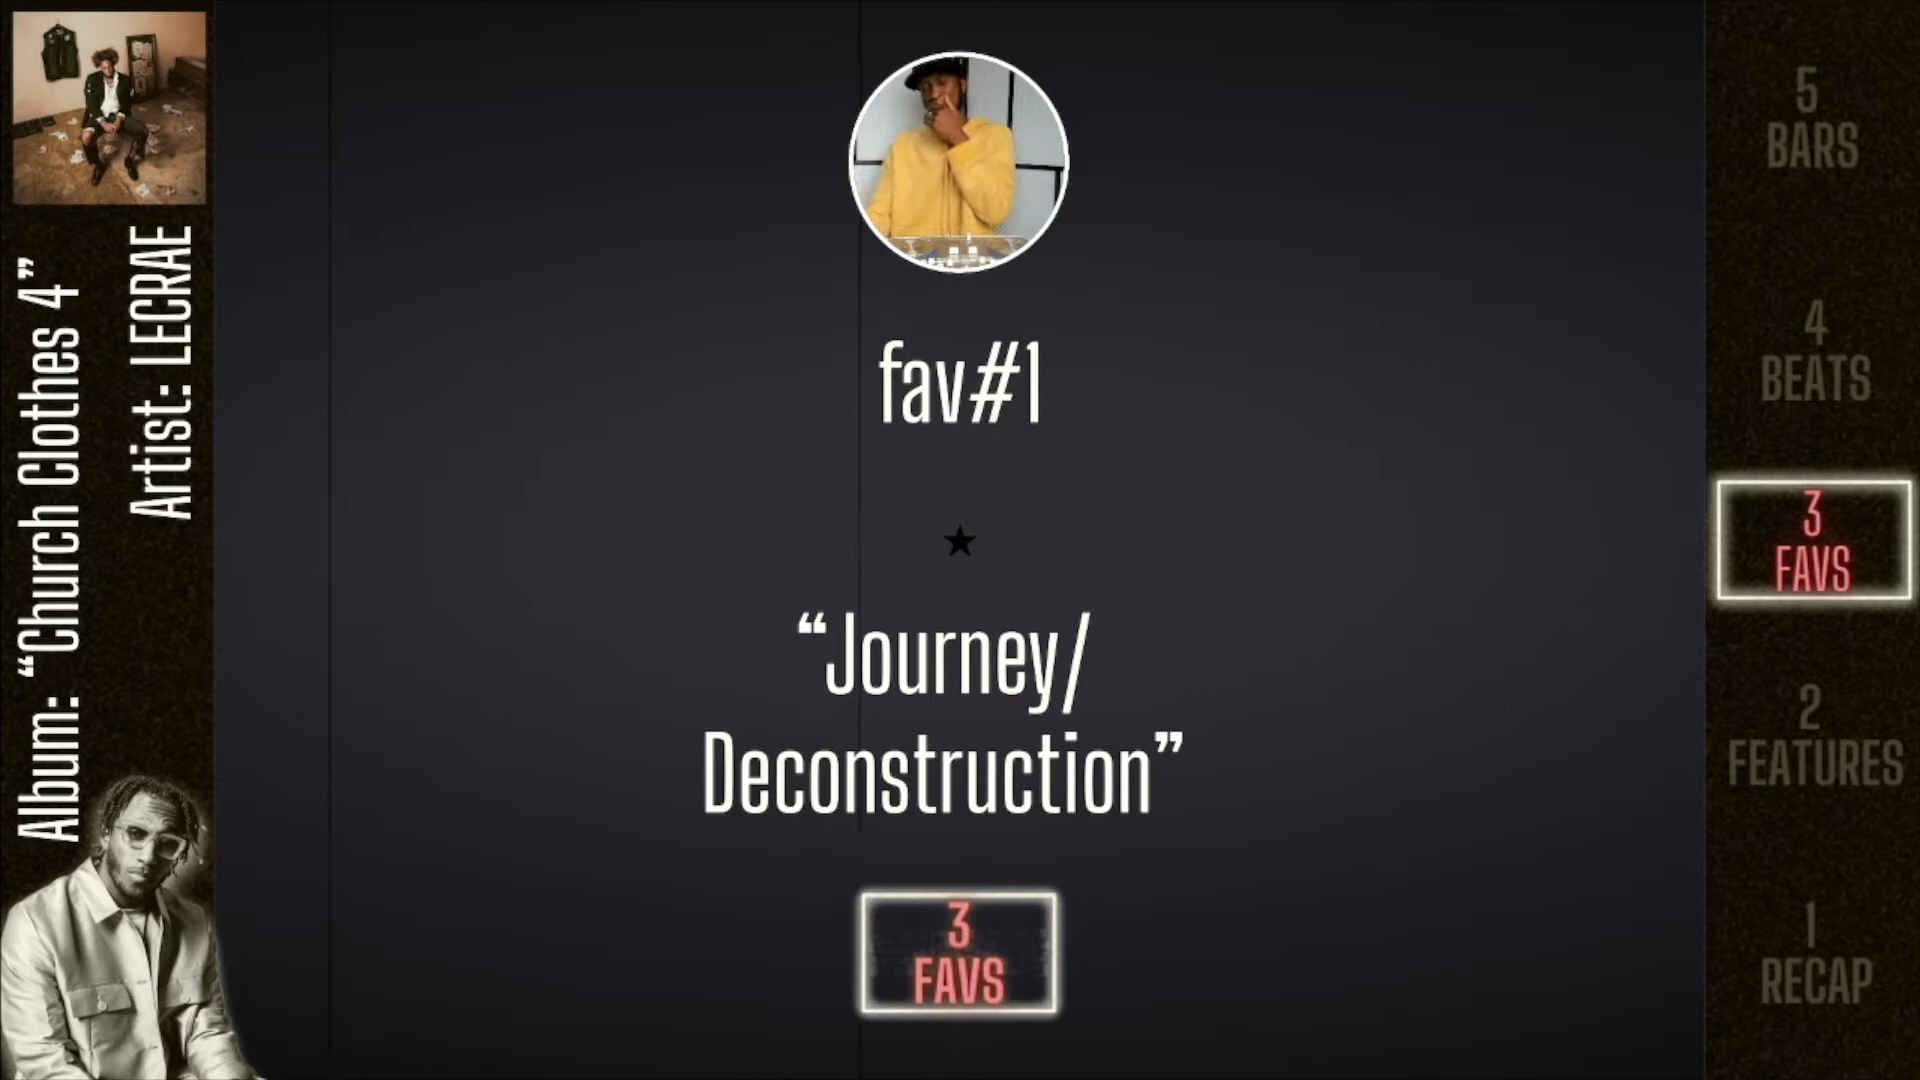 Album: “Church Clothes 4”
Artist: LECRAE
fav#1
★
“Journey/
Deconstruction”
3
FAVS
5
BARS
4
BEATS
3
FAVS
2
FEATURES
1
RECAP